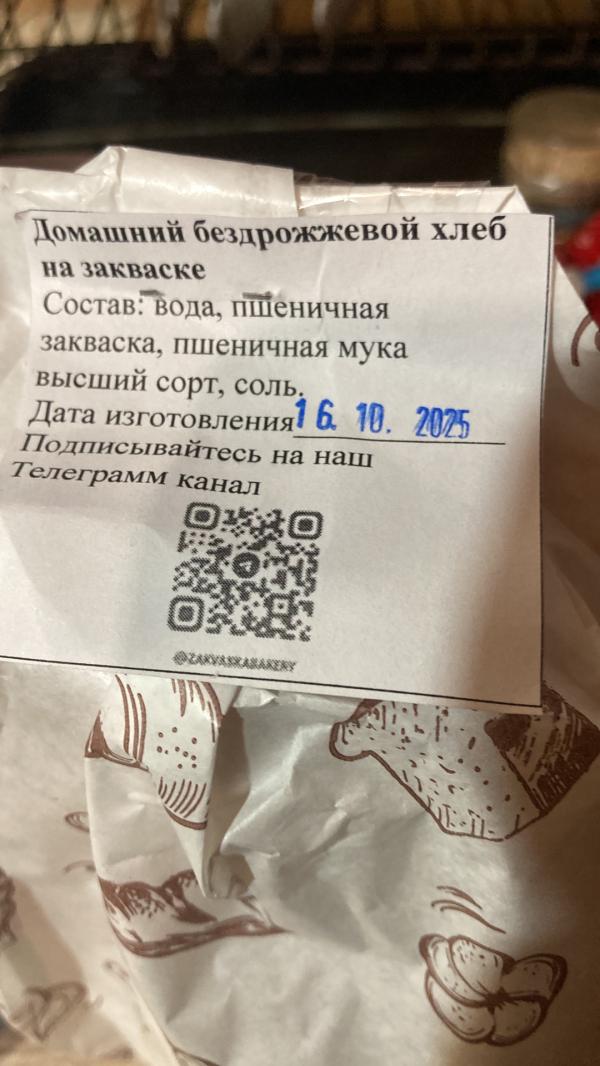 Домашний бездрожжевой хлеб
на закваске
Состав: вода, пшеничная
закваска, пшеничная мука
высший сорт, соль.
Дата изготовления 16. 10. 2025
Подписывайтесь на наш
Телеграмм канал
@ZAKVASKABAKERY